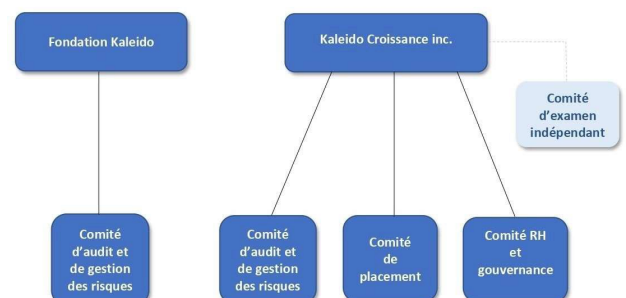 Fondation Kaleido
Kaleido Croissance inc.
Comité
d'examen
indépendant
Comité
d'audit et
de gestion
des risques
Comité
d'audit et
de gestion
des risques
Comité
de
placement
Comité RH
et
gouvernance